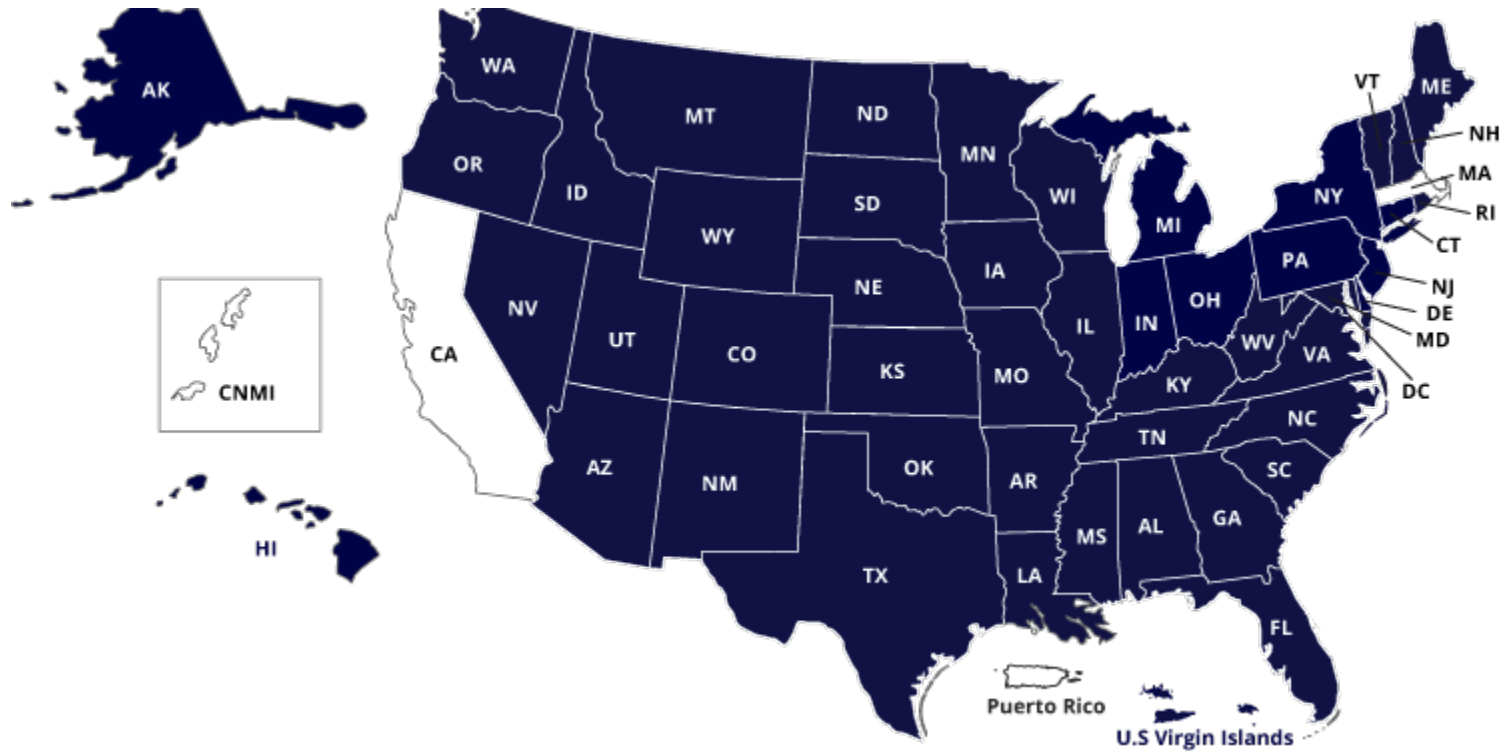 AK
WA
MT
ND
MN
VT
ME
NH
OR
ID
SD
WI
MI
NY
MA
RI
WY
CT
IA
PA
NV
NE
OH
NJ
UT
CO
IL
IN
DE
CA
WV
VA
MD
KS
MO
KY
DC
CNMI
TN
NC
AZ
NM
OK
AR
SC
HI
TX
MS
AL
GA
LA
FL
Puerto Rico
U.S Virgin Islands